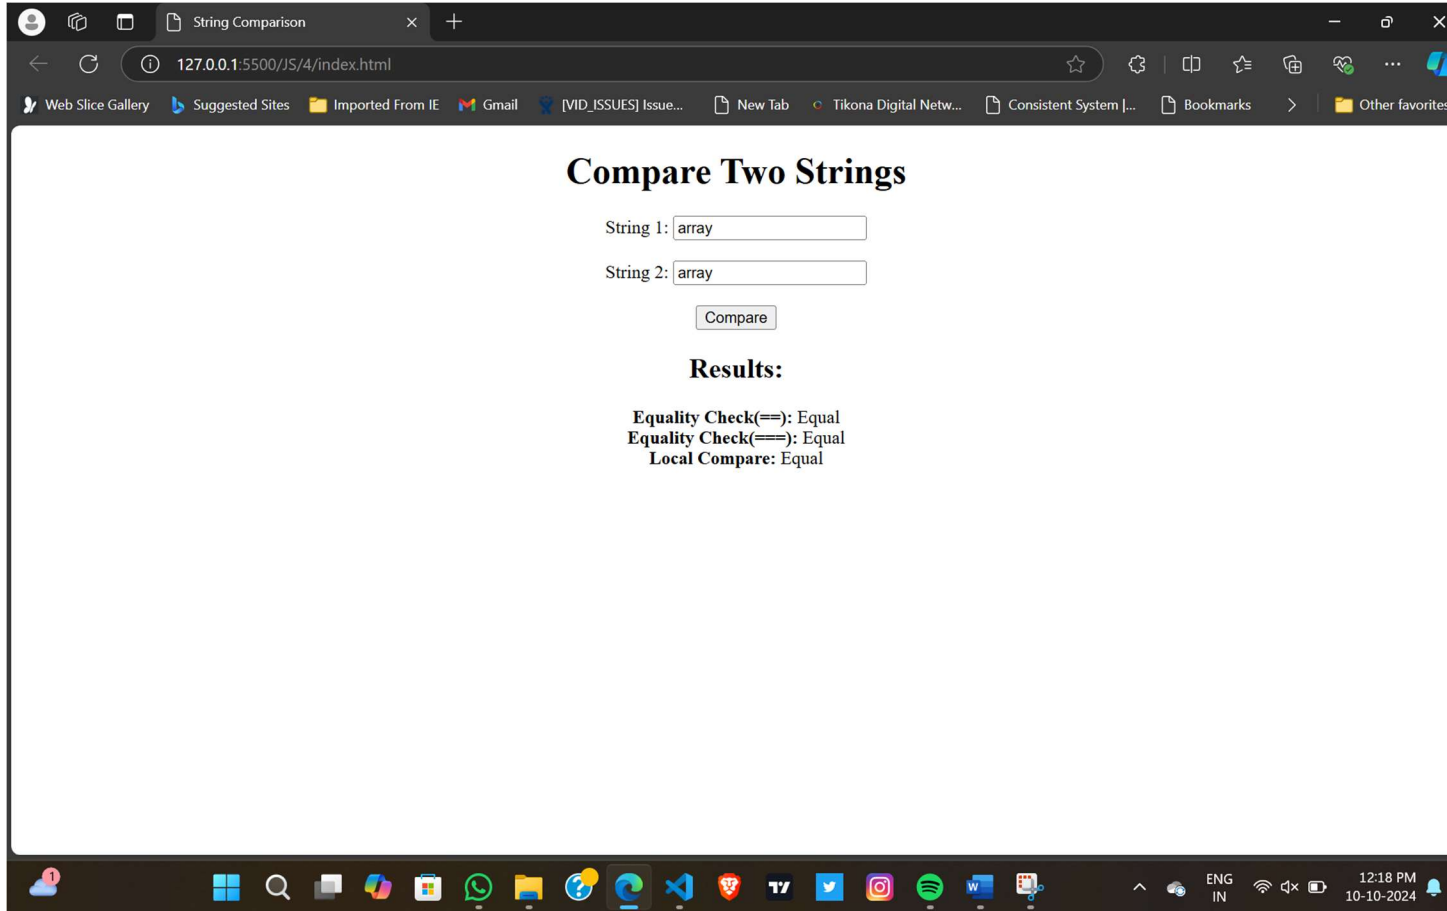 String Comparison
127.0.0.1:5500/JS/4/index.html
Web Slice Gallery Suggested Sites Imported From IE Gmail [VID_ISSUES] Issue... New Tab Tikona Digital Netw... Consistent System |... Bookmarks Other favorites
Compare Two Strings
String 1: array
String 2: array
Compare
Results:
Equality Check(==): Equal
Equality Check(===): Equal
Local Compare: Equal
1
ENG
IN
12:18 PM
10-10-2024